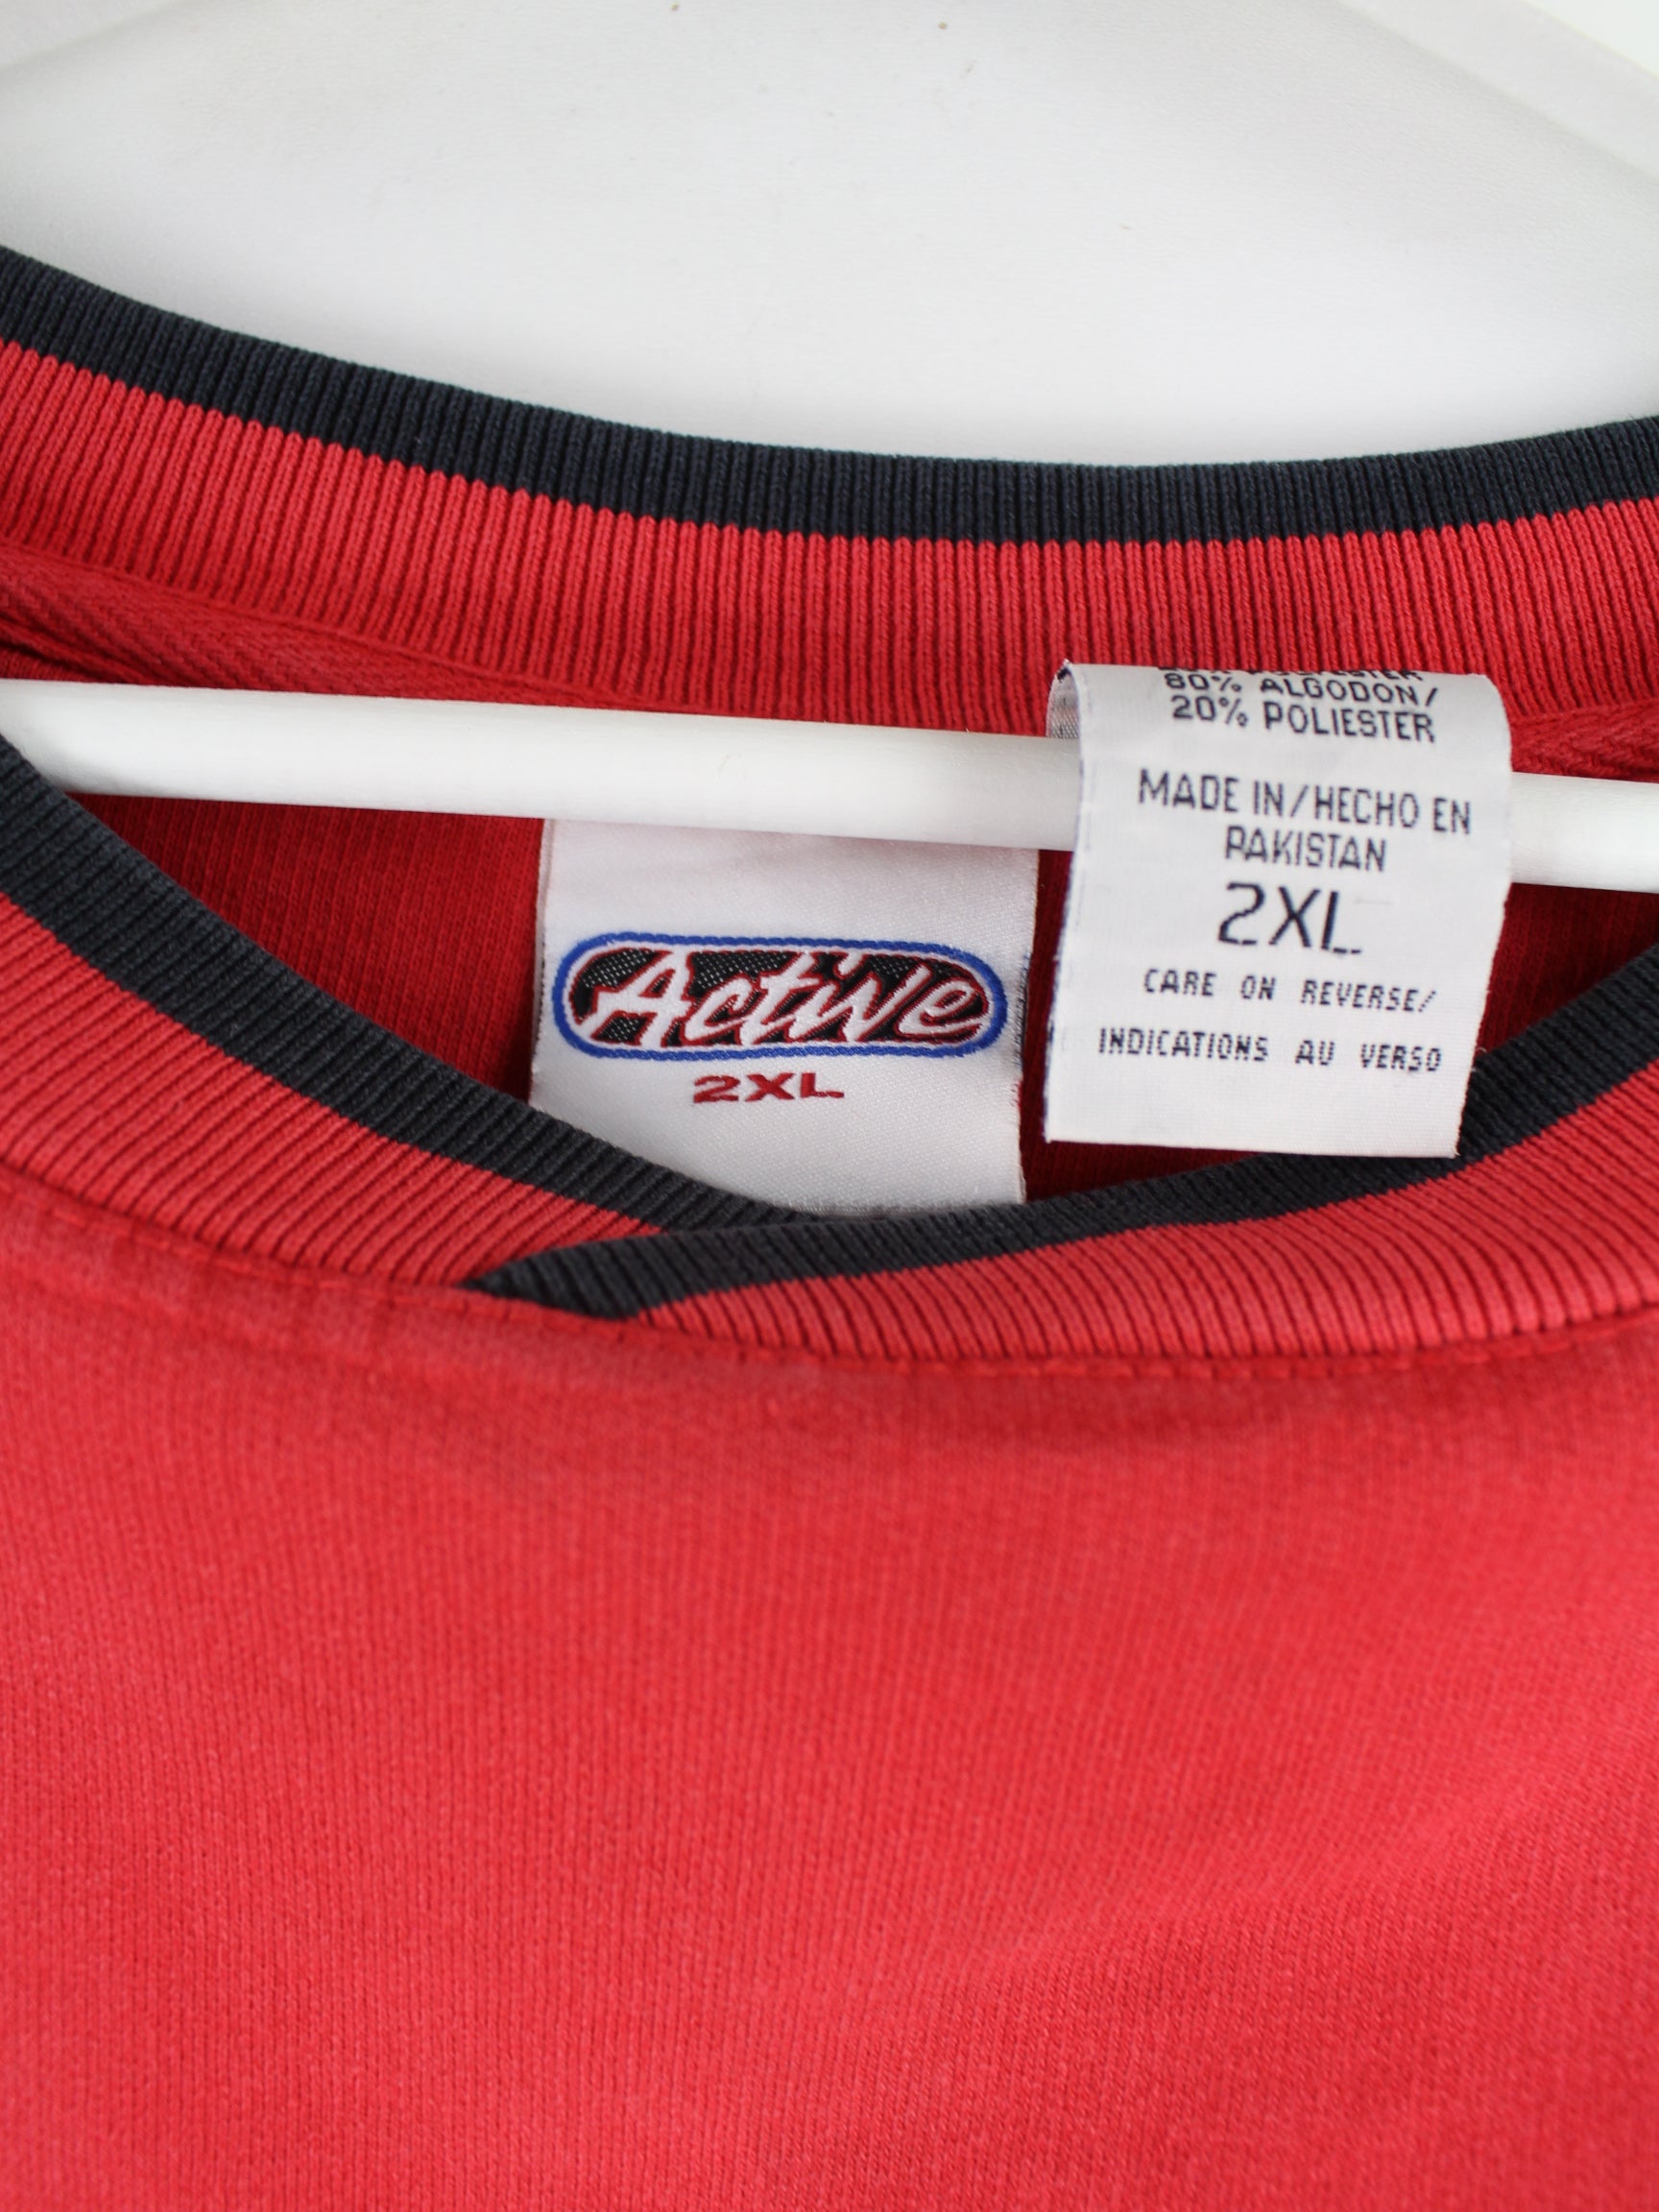 Active
2XL
80% ALGODON/
20% POLIESTER
MADE IN/HECHO EN
PAKISTAN
2XL
CARE ON REVERSE/
INDICATIONS AU VERSO